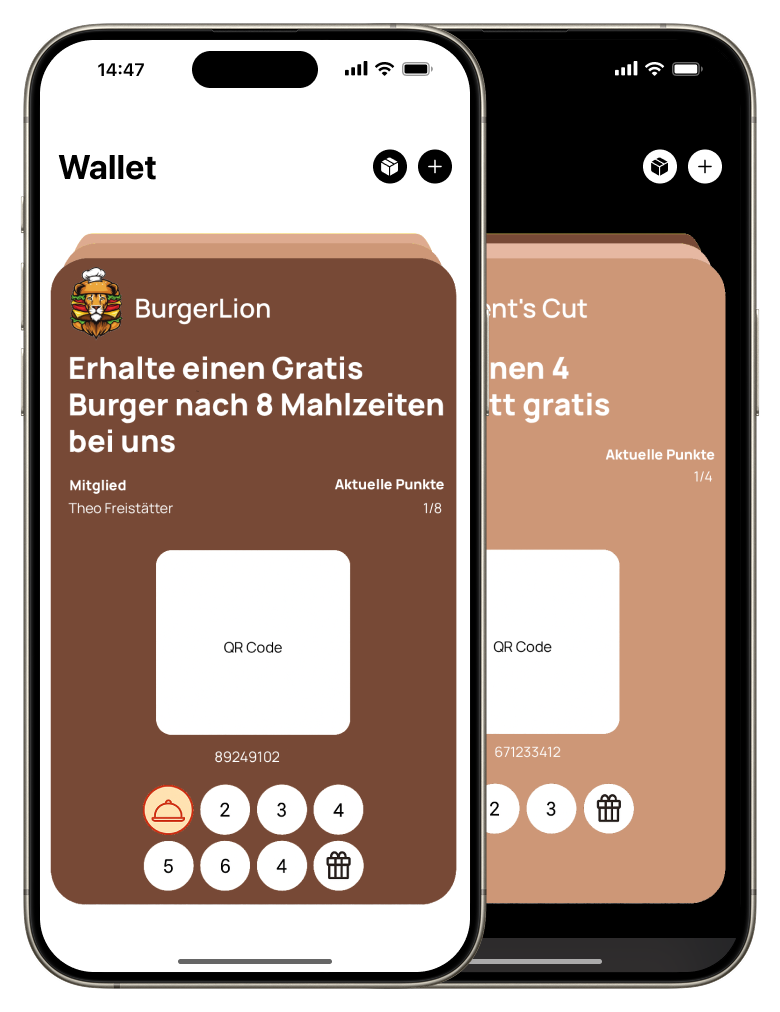 14:47
Wallet
BurgerLion
Erhalte einen Gratis
Burger nach 8 Mahlzeiten
bei uns
Mitglied
Aktuelle Punkte
Theo Freistätter
1/8
QR Code
89249102
2
3
4
5
6
4
ent's Cut
nen 4
tt gratis
Aktuelle Punkte
1/4
QR Code
671233412
2
3